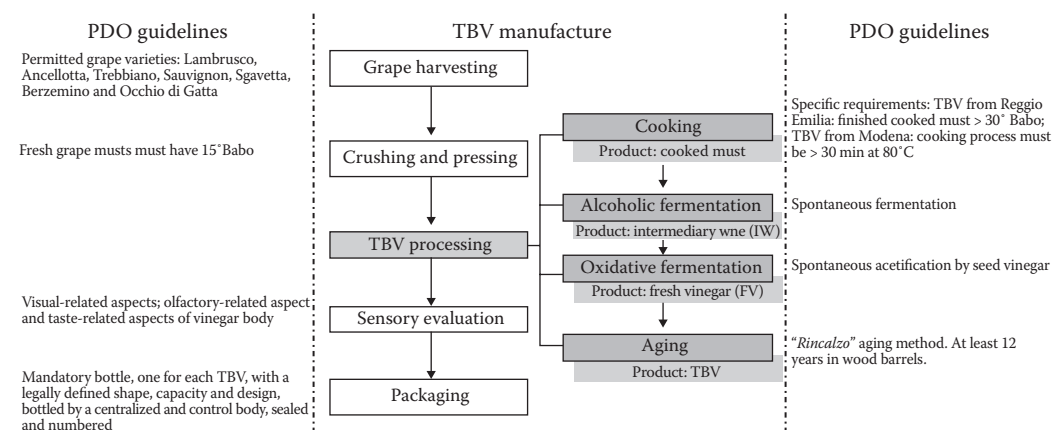 PDO guidelines
Permitted grape varieties: Lambrusco,
Ancellotta, Trebbiano, Sauvignon, Sgavetta,
Berzemino and Occhio di Gatta
Fresh grape musts must have 15˚Babo
Visual-related aspects; olfactory-related aspect
and taste-related aspects of vinegar body
Mandatory bottle, one for each TBV, with a
legally defined shape, capacity and design,
bottled by a centralized and control body, sealed
and numbered
TBV manufacture
Grape harvesting
Crushing and pressing
TBV processing
Sensory evaluation
Packaging
Cooking
Product: cooked must
Alcoholic fermentation
Product: intermediary wne (IW)
Oxidative fermentation
Product: fresh vinegar (FV)
Aging
Product: TBV
PDO guidelines
Specific requirements: TBV from Reggio
Emilia: finished cooked must > 30˚ Babo;
TBV from Modena: cooking process must
be > 30 min at 80˚C
Spontaneous fermentation
Spontaneous acetification by seed vinegar
“Rincalzo” aging method. At least 12
years in wood barrels.